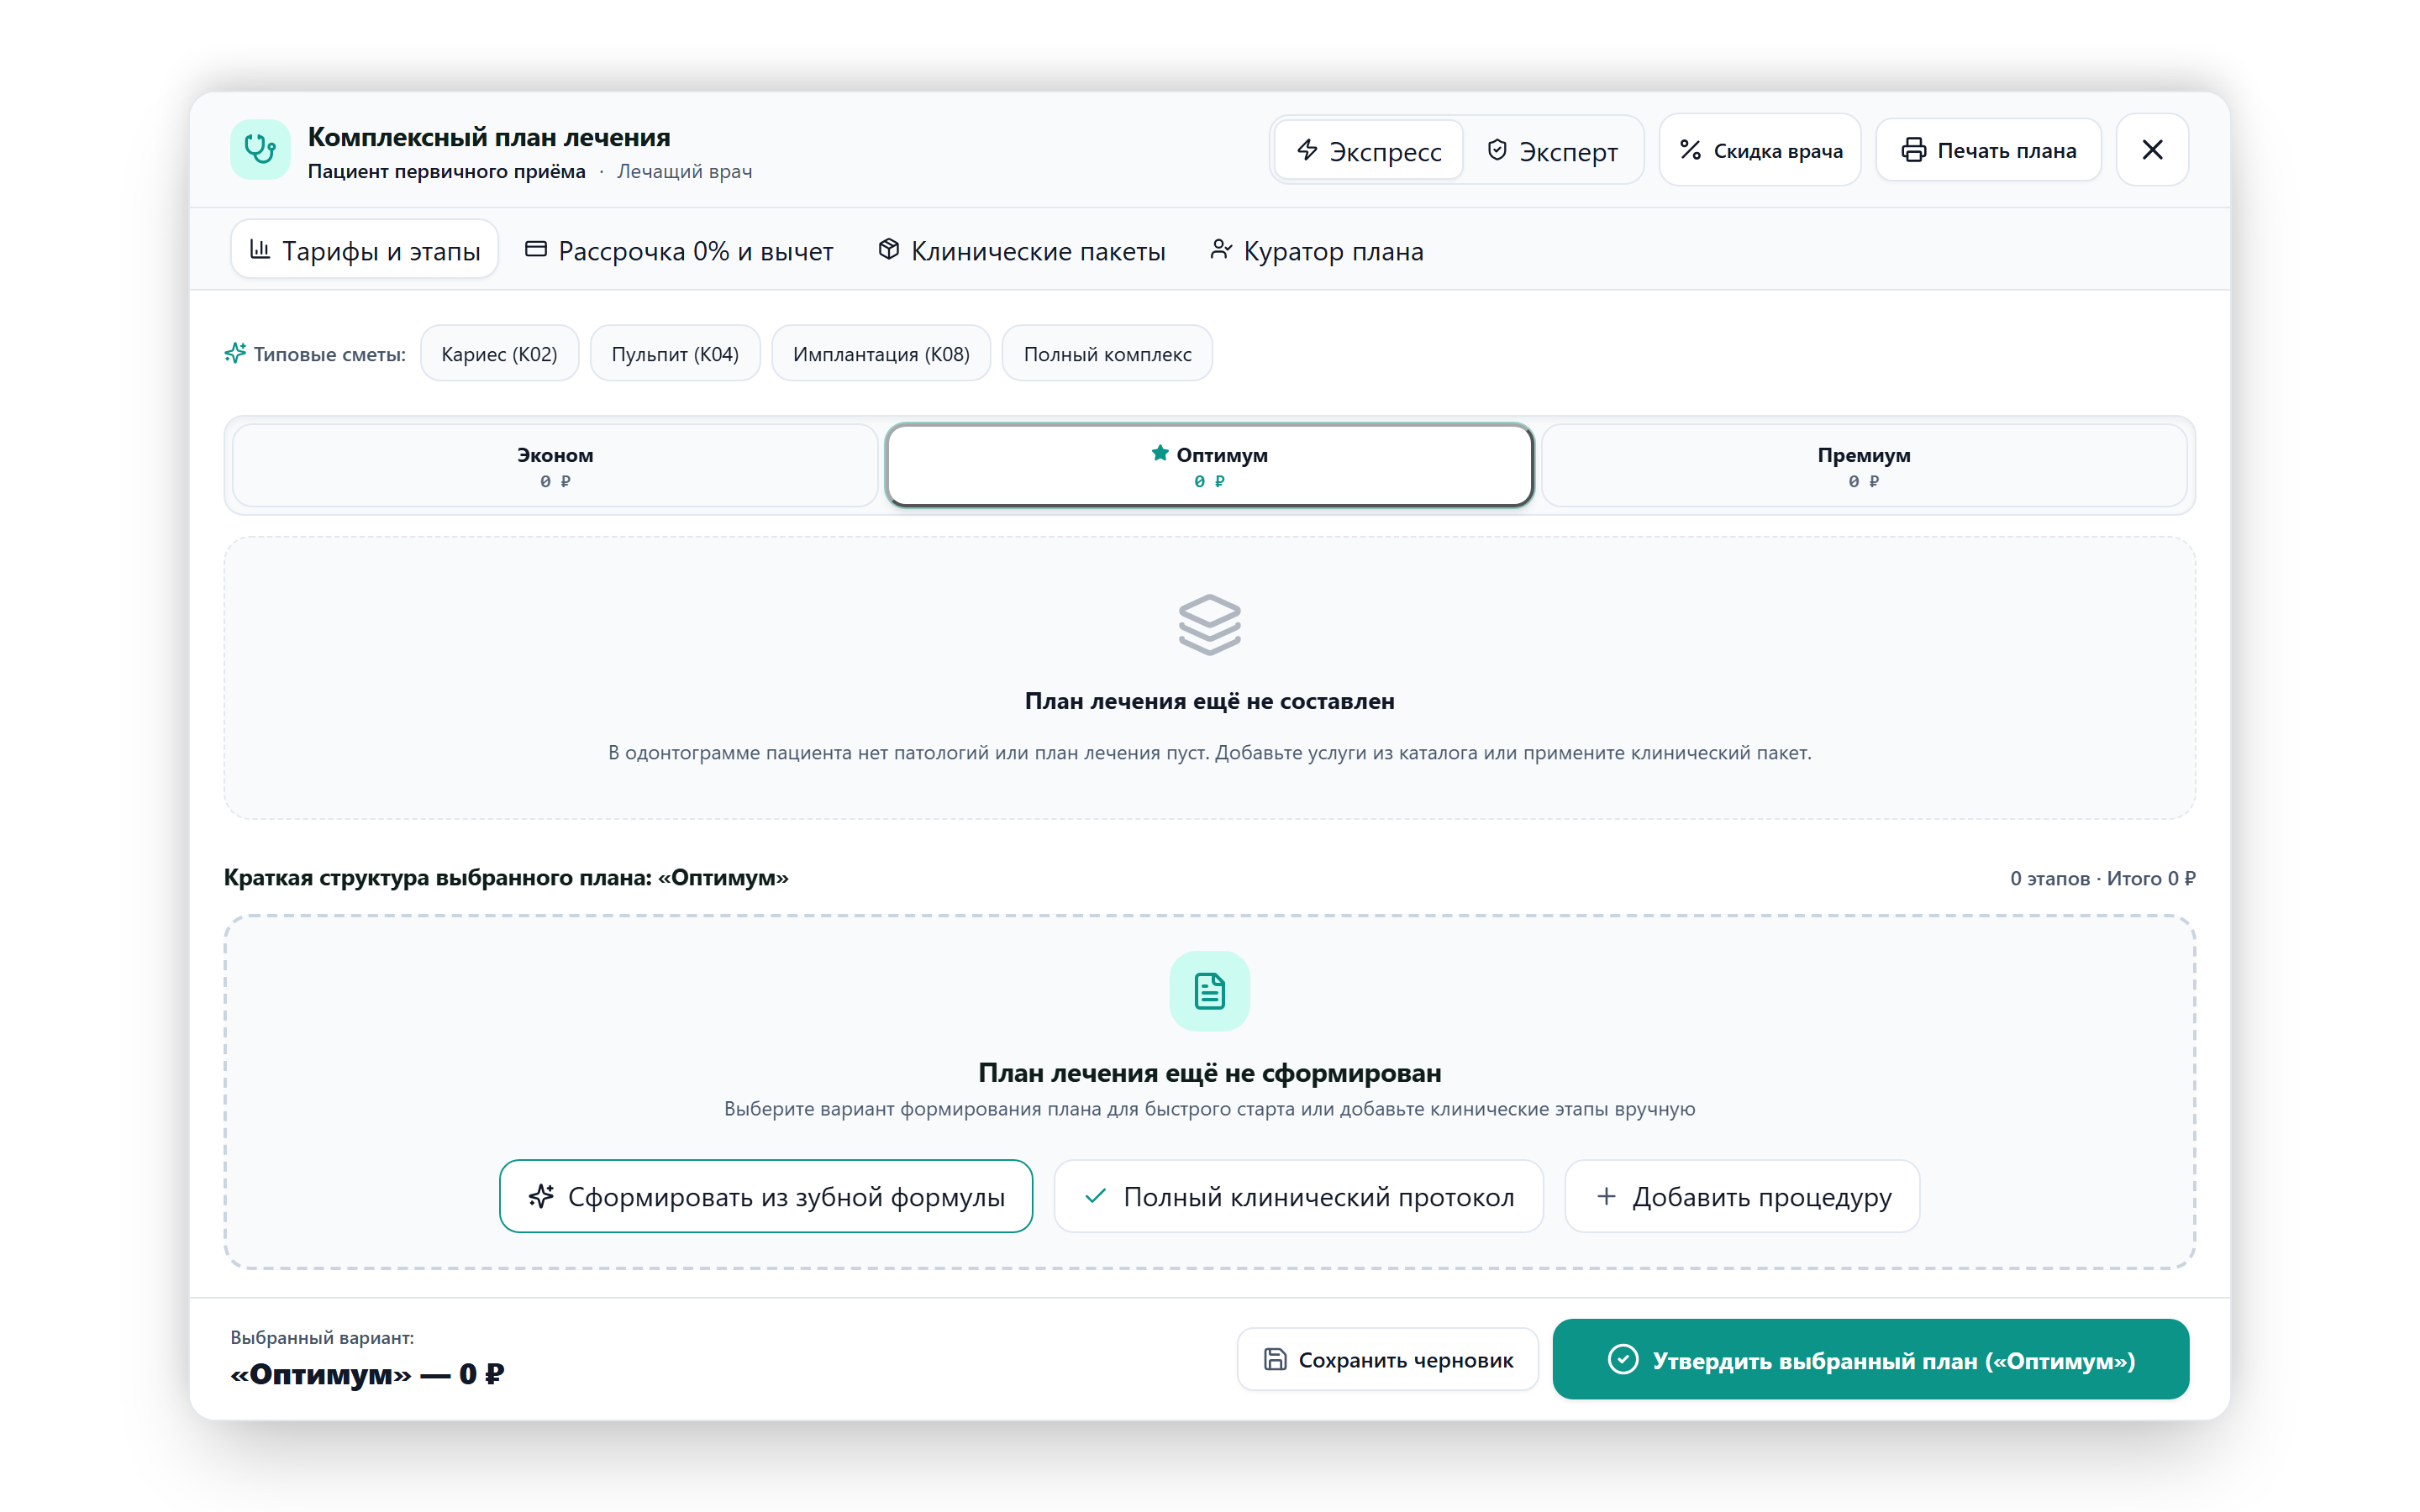 Комплексный план лечения
Пациент первичного приёма · Лечащий врач
Экспресс
Эксперт
Скидка врача
Печать плана
Тарифы и этапы
Рассрочка 0% и вычет
Клинические пакеты
Куратор плана
Типовые сметы:
Кариес (K02)
Пульпит (K04)
Имплантация (K08)
Полный комплекс
Эконом
0 ₽
Оптимум
0 ₽
Премиум
0 ₽
План лечения ещё не составлен
В одонтограмме пациента нет патологий или план лечения пуст. Добавьте услуги из каталога или примените клинический пакет.
Краткая структура выбранного плана: «Оптимум»
0 этапов · Итого 0 ₽
План лечения ещё не сформирован
Выберите вариант формирования плана для быстрого старта или добавьте клинические этапы вручную
Сформировать из зубной формулы
Полный клинический протокол
Добавить процедуру
Выбранный вариант:
«Оптимум» — 0 ₽
Сохранить черновик
Утвердить выбранный план («Оптимум»)